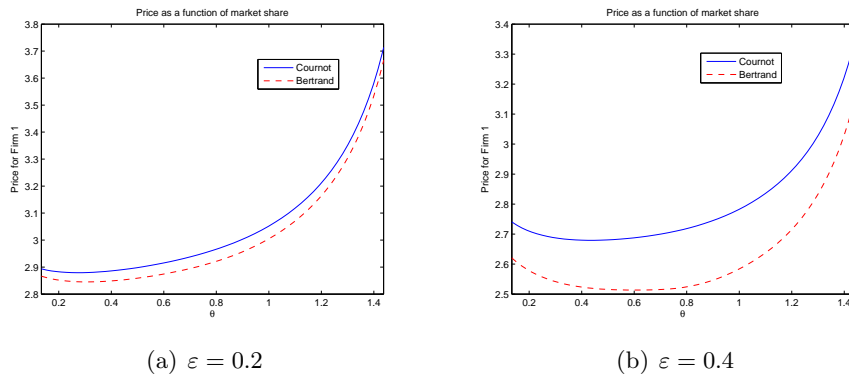 Price as a function of market share
3.8
3.7
3.6
3.5
3.4
3.3
3.2
3.1
3
2.9
2.8
Price for Firm 1
Cournot
Bertrand
0.2 0.4 0.6 0.8 1 1.2 1.4
θ
(a) ε = 0.2
Price as a function of market share
3.4
3.3
3.2
3.1
3
2.9
2.8
2.7
2.6
2.5
Price for Firm 1
Cournot
Bertrand
0.2 0.4 0.6 0.8 1 1.2 1.4
θ
(b) ε = 0.4